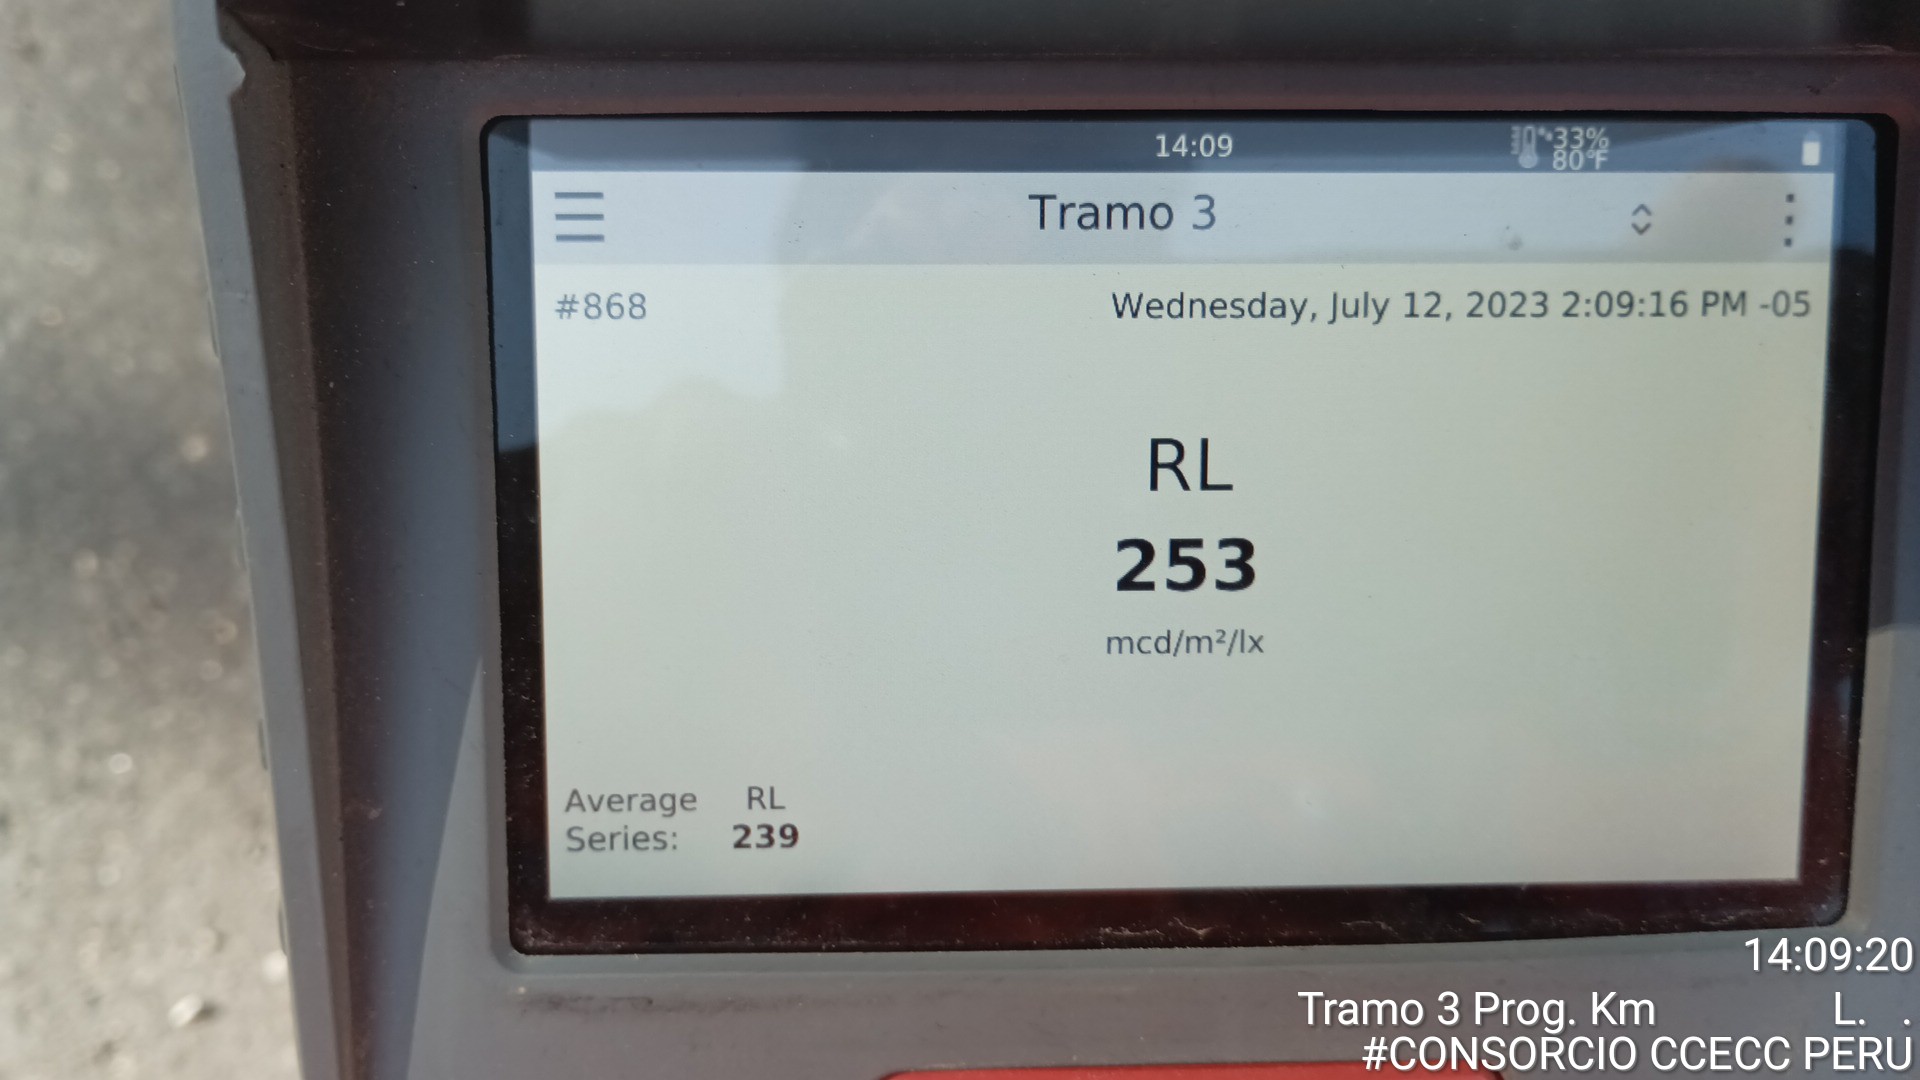 14:09
33%
80°F
Tramo 3
#868
Wednesday, July 12, 2023 2:09:16 PM -05
RL
253
mcd/m²/lx
Average RL
Series: 239
14:09:20
Tramo 3 Prog. Km L. .
#CONSORCIO CCECC PERU